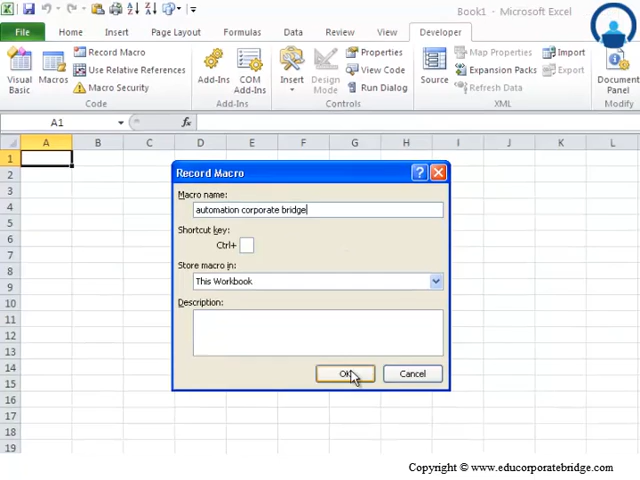 Book1 - Microsoft Excel
File Home Insert Page Layout Formulas Data Review View Developer
Visual Basic
Macros
Record Macro
Use Relative References
Macro Security
Code
Add-Ins
COM Add-Ins
Add-Ins
Insert
Design Mode
Properties
View Code
Run Dialog
Controls
Source
Map Properties
Expansion Packs
Refresh Data
Import
Export
XML
Document Panel
Modify
A1 fx
A B C D E F G H I J K L
1
2
3
4
5
6
7
8
9
10
11
12
13
14
15
16
17
18
19
Record Macro
Macro name:
automation corporate bridge
Shortcut key:
Ctrl+
Store macro in:
This Workbook
Description:
OK Cancel
Copyright © www.educorporatebridge.com